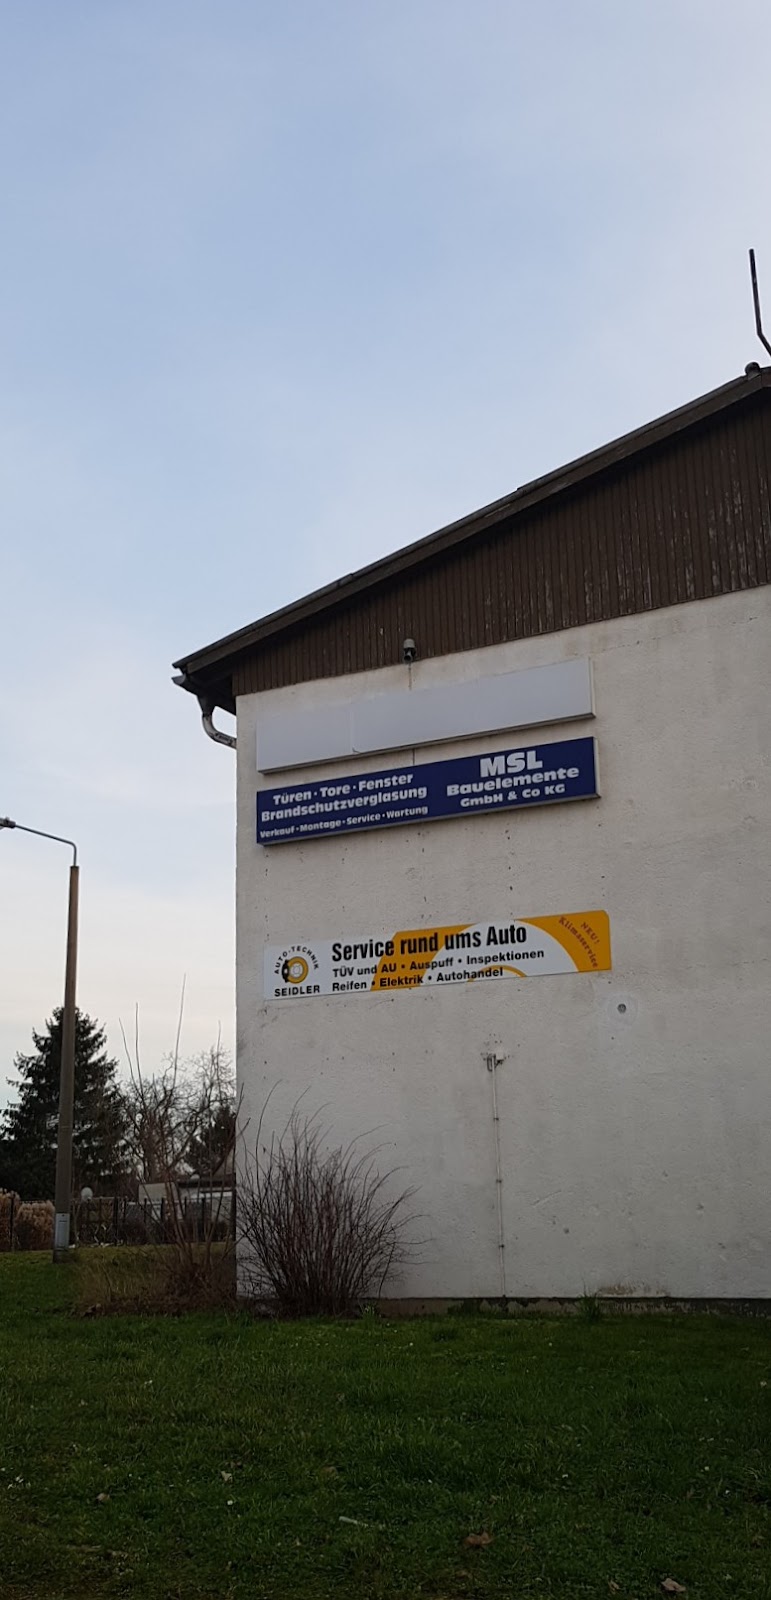 Türen · Tore · Fenster
Brandschutzverglasung
Verkauf · Montage · Service · Wartung
MSL
Bauelemente
GmbH & Co KG
AUTO-TECHNIK
SEIDLER
Service rund ums Auto
TÜV und AU • Auspuff • Inspektionen
Reifen • Elektrik • Autohandel
NEU!
Klimaservice